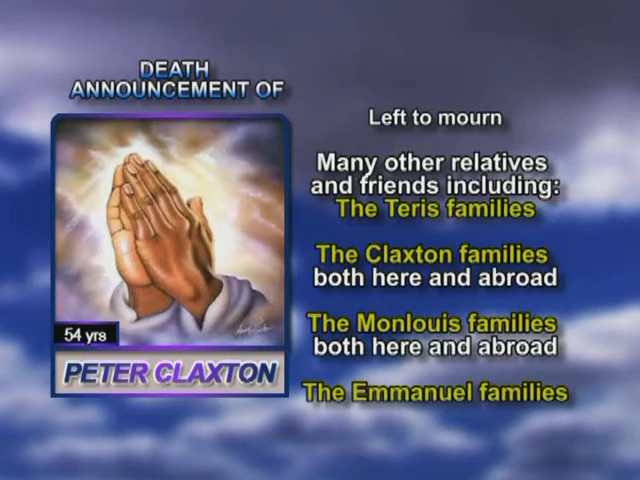 DEATH
ANNOUNCEMENT OF
54 yrs
PETER CLAXTON
Left to mourn
Many other relatives
and friends including:
The Teris families
The Claxton families
both here and abroad
The Monlouis families
both here and abroad
The Emmanuel families